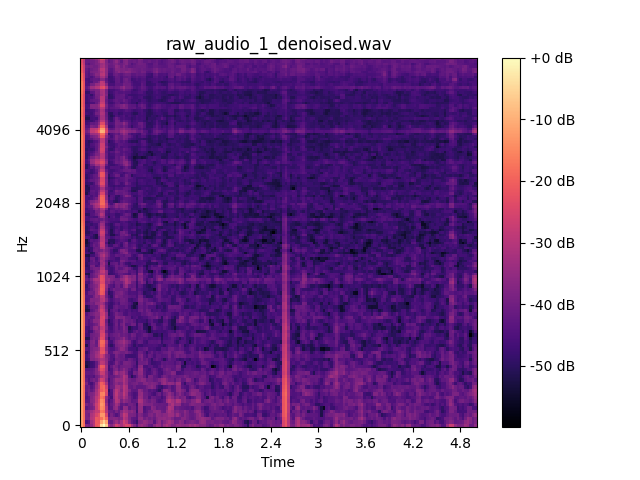 raw_audio_1_denoised.wav
Hz
4096
2048
1024
512
0
0
0.6
1.2
1.8
2.4
3
3.6
4.2
4.8
Time
+0 dB
-10 dB
-20 dB
-30 dB
-40 dB
-50 dB